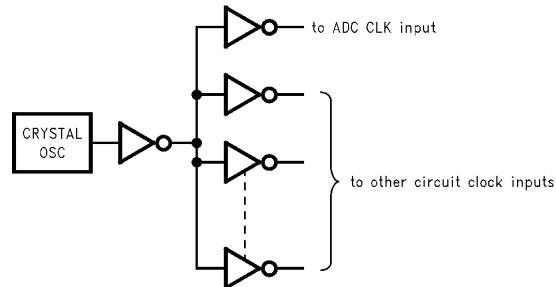 to ADC CLK input
CRYSTAL
OSC
to other circuit clock inputs